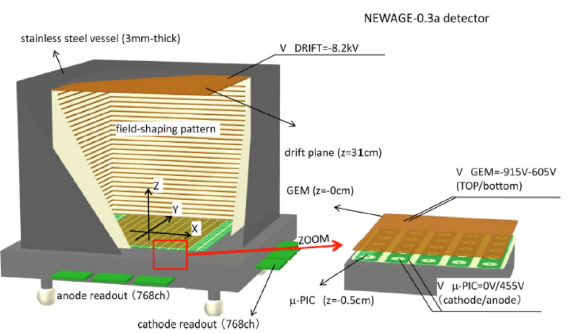 NEWAGE-0.3a detector
stainless steel vessel (3mm-thick)
V DRIFT=-8.2kV
field-shaping pattern
drift plane (z=31cm)
Z
Y
X
V GEM=-915V-605V
(TOP/bottom)
GEM (z=-0cm)
ZOOM
μ-PIC (z=-0.5cm)
V μ-PIC=0V/455V
(cathode/anode)
anode readout (768ch)
cathode readout (768ch)